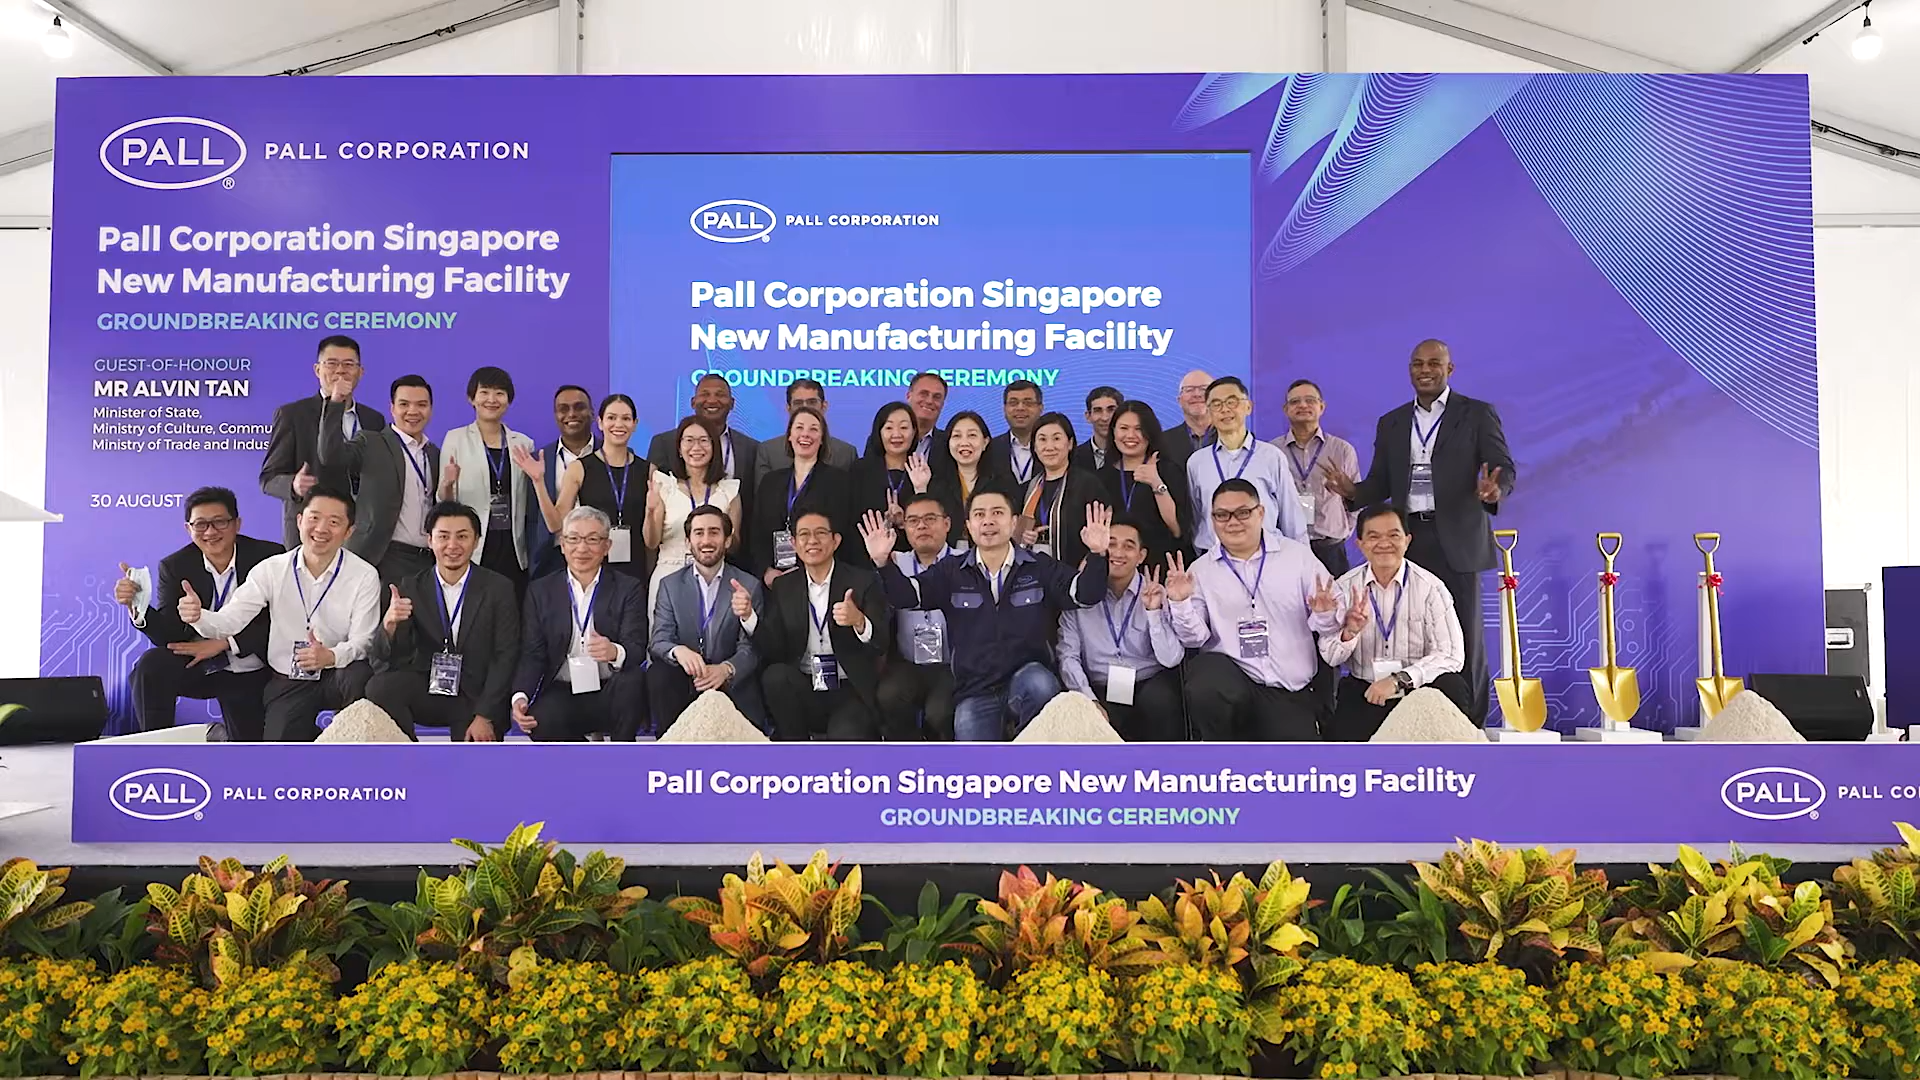 PALL ® PALL CORPORATION
Pall Corporation Singapore
New Manufacturing Facility
GROUNDBREAKING CEREMONY
GUEST-OF-HONOUR
MR ALVIN TAN
Minister of State,
Ministry of Culture, Commu
Ministry of Trade and Indus
30 AUGUST
PALL ® PALL CORPORATION
Pall Corporation Singapore
New Manufacturing Facility
GROUNDBREAKING CEREMONY
PALL ® PALL CORPORATION
Pall Corporation Singapore New Manufacturing Facility
GROUNDBREAKING CEREMONY
PALL ® PALL CO